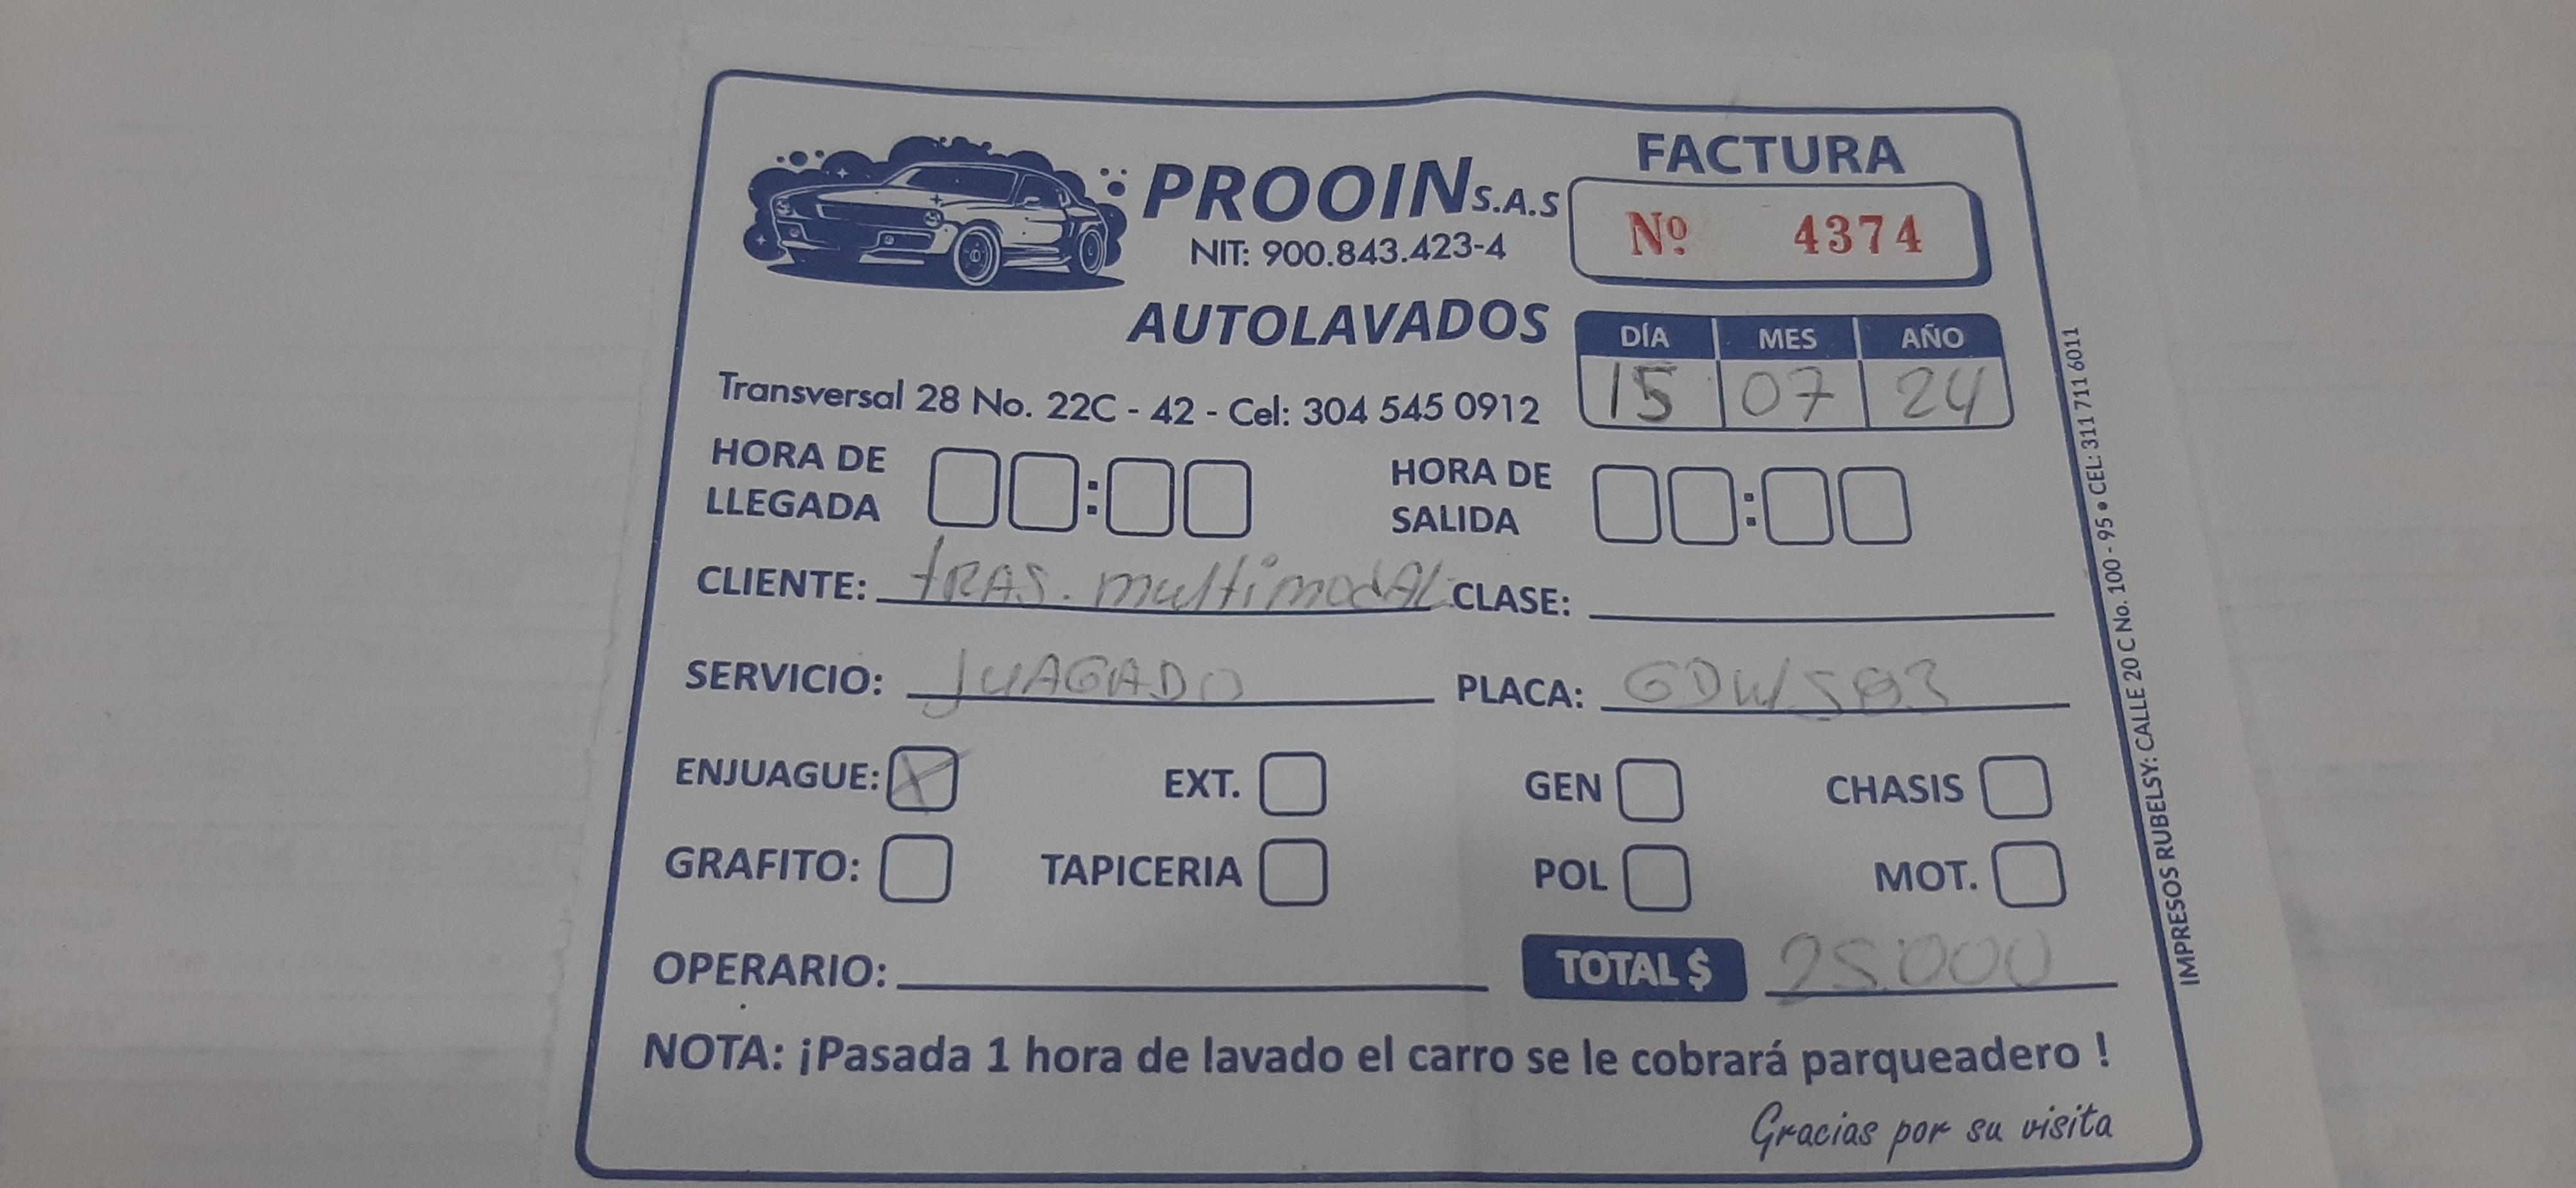 FACTURA
PROOIN S.A.S
Nº 4374
NIT: 900.843.423-4
AUTOLAVADOS
DÍA MES AÑO
15 07 24
Transversal 28 No. 22C - 42 - Cel: 304 545 0912
HORA DE LLEGADA : HORA DE SALIDA :
CLIENTE: tRAS. multimodAL CLASE:
SERVICIO: JUAGADO PLACA:
ENJUAGUE: X EXT. GEN CHASIS
GRAFITO: TAPICERIA POL MOT.
OPERARIO: TOTAL $ 25.000
NOTA: ¡Pasada 1 hora de lavado el carro se le cobrará parqueadero !
Gracias por su visita
IMPRESOS RUBELSY: CALLE 20 C No. 100 - 95 • CEL: 311 711 6011